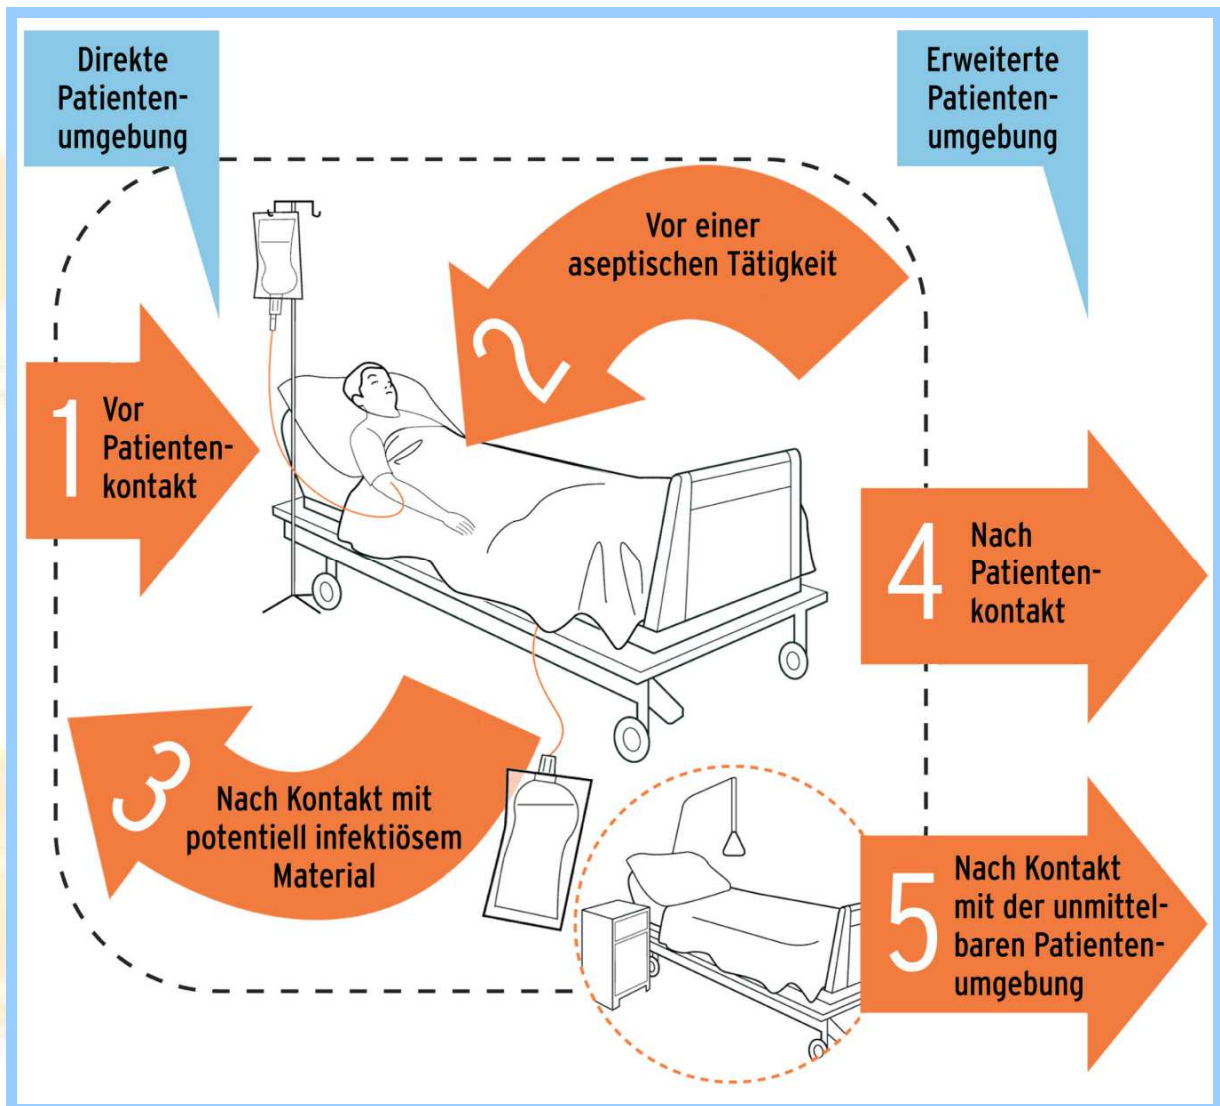 Direkte
Patienten-
umgebung
Erweiterte
Patienten-
umgebung
1
Vor
Patienten-
kontakt
2
Vor einer
aseptischen Tätigkeit
3
Nach Kontakt mit
potentiell infektiösem
Material
4
Nach
Patienten-
kontakt
5
Nach Kontakt
mit der unmittel-
baren Patienten-
umgebung